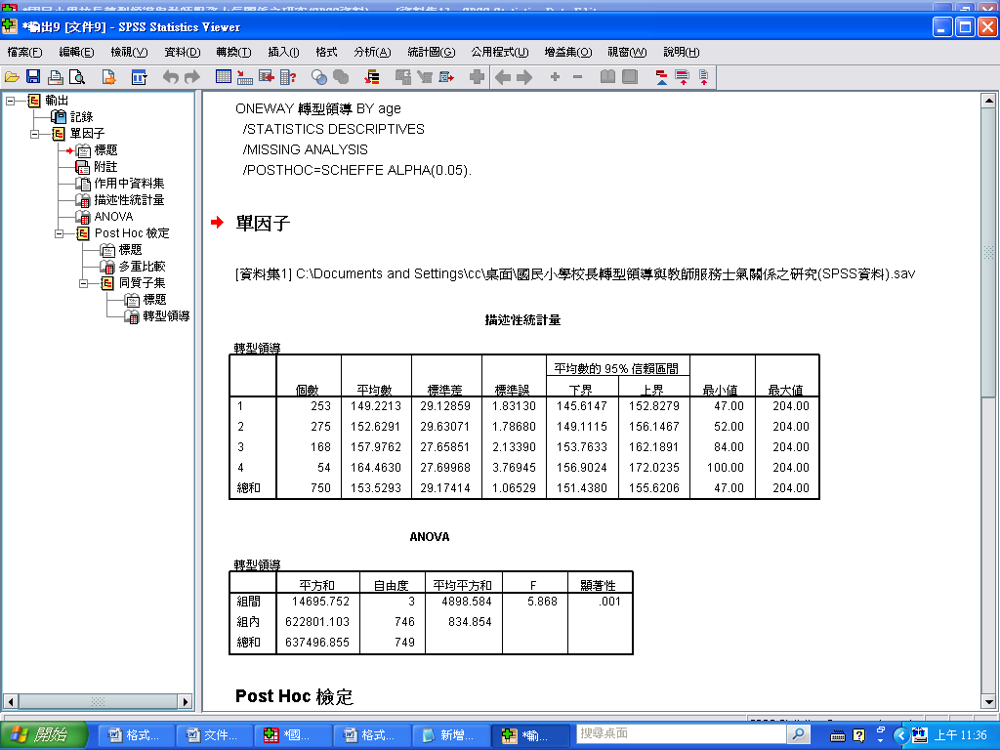 *輸出9 [文件9] - SPSS Statistics Viewer
檔案(F) 編輯(E) 檢視(V) 資料(D) 轉換(T) 插入(I) 格式 分析(A) 統計圖(G) 公用程式(U) 增益集(O) 視窗(W) 說明(H)
輸出
記錄
單因子
標題
附註
作用中資料集
描述性統計量
ANOVA
Post Hoc 檢定
標題
多重比較
同質子集
標題
轉型領導
ONEWAY 轉型領導 BY age
/STATISTICS DESCRIPTIVES
/MISSING ANALYSIS
/POSTHOC=SCHEFFE ALPHA(0.05).
單因子
[資料集1] C:\Documents and Settings\cc\桌面\國民小學校長轉型領導與教師服務士氣關係之研究(SPSS資料).sav
描述性統計量
轉型領導
平均數的 95% 信賴區間
個數 平均數 標準差 標準誤 下界 上界 最小值 最大值
1 253 149.2213 29.12859 1.83130 145.6147 152.8279 47.00 204.00
2 275 152.6291 29.63071 1.78680 149.1115 156.1467 52.00 204.00
3 168 157.9762 27.65851 2.13390 153.7633 162.1891 84.00 204.00
4 54 164.4630 27.69968 3.76945 156.9024 172.0235 100.00 204.00
總和 750 153.5293 29.17414 1.06529 151.4380 155.6206 47.00 204.00
ANOVA
轉型領導
平方和 自由度 平均平方和 F 顯著性
組間 14695.752 3 4898.584 5.868 .001
組內 622801.103 746 834.854
總和 637496.855 749
Post Hoc 檢定
開始 格式... 文件... *國... 格式... 新增... *輸... 搜尋桌面 上午 11:36